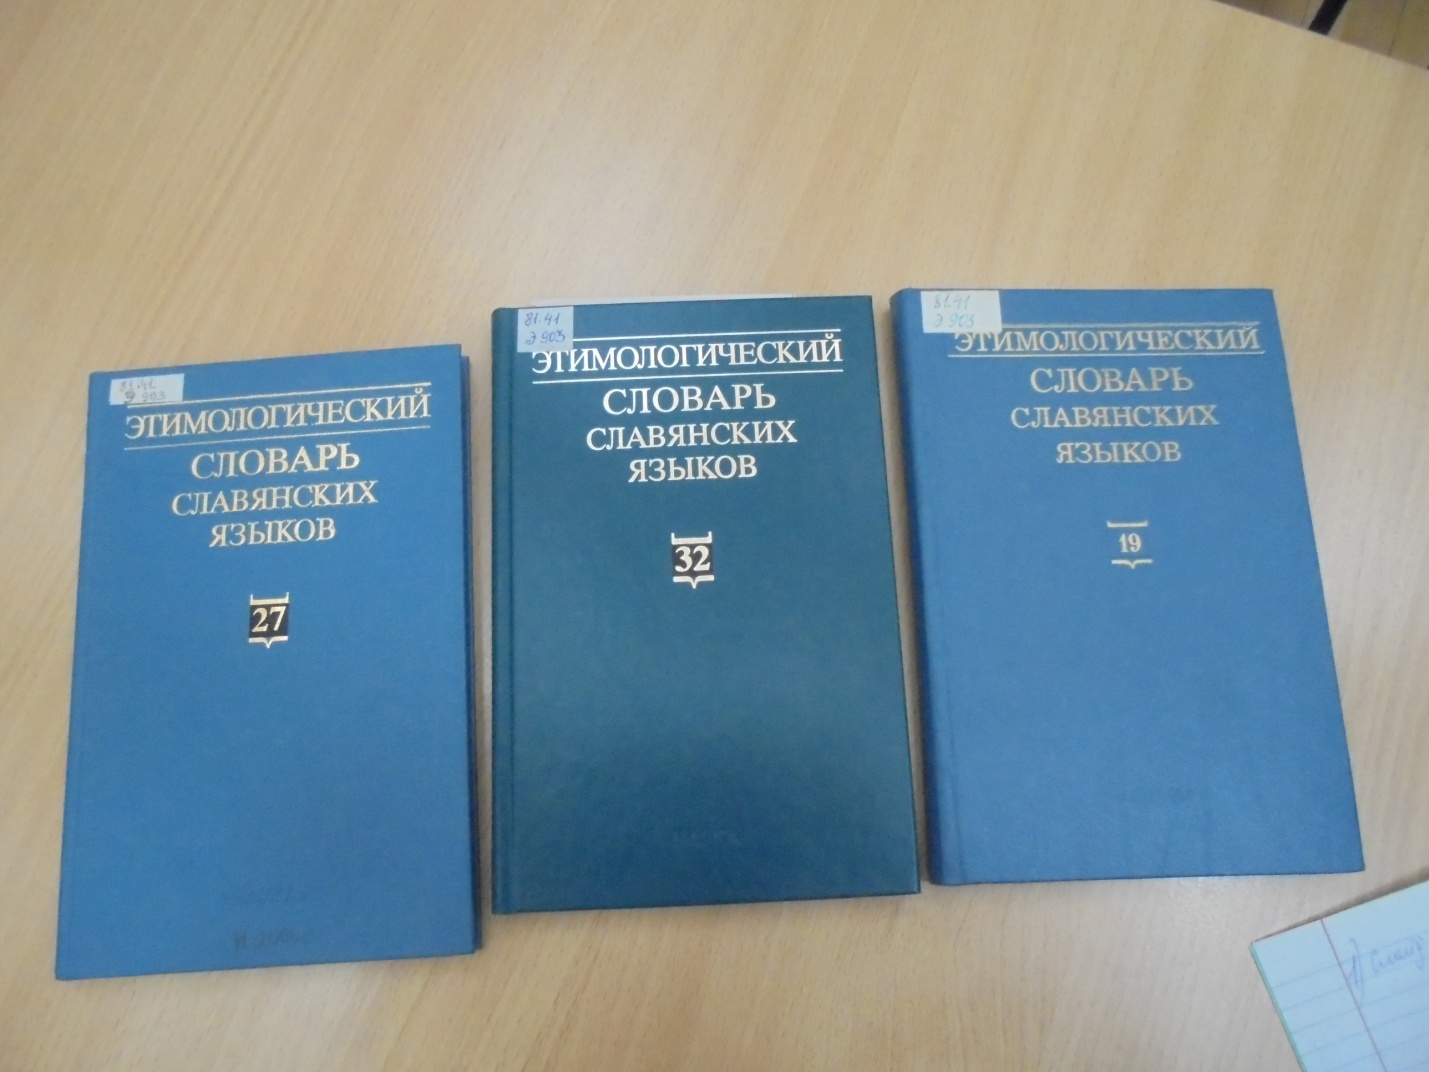 81.41
Э 903
ЭТИМОЛОГИЧЕСКИЙ
СЛОВАРЬ
СЛАВЯНСКИХ
ЯЗЫКОВ
27
81.41
Э 903
ЭТИМОЛОГИЧЕСКИЙ
СЛОВАРЬ
СЛАВЯНСКИХ
ЯЗЫКОВ
32
81.41
Э 903
ЭТИМОЛОГИЧЕСКИЙ
СЛОВАРЬ
СЛАВЯНСКИХ
ЯЗЫКОВ
19